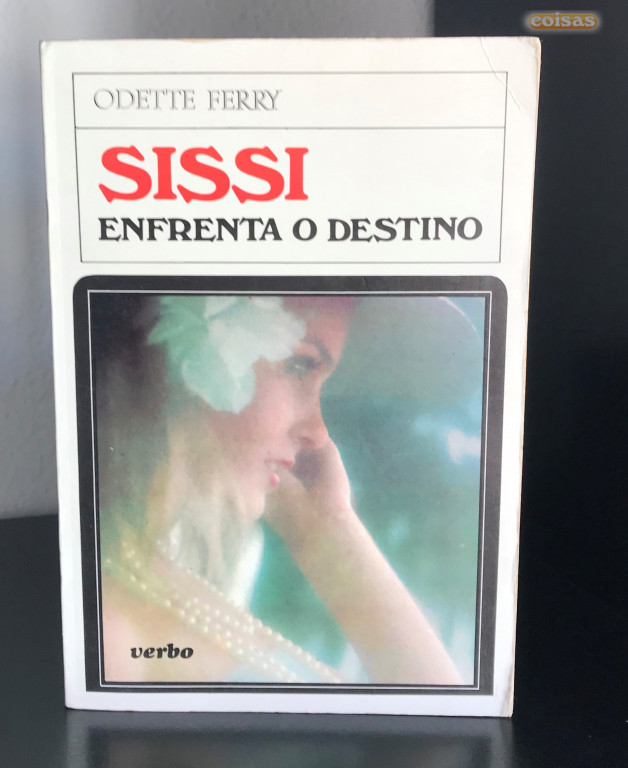 coisas
ODETTE FERRY
SISSI
ENFRENTA O DESTINO
verbo